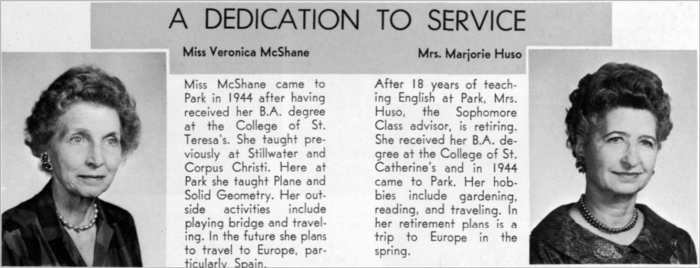 A DEDICATION TO SERVICE
Miss Veronica McShane
Miss McShane came to
Park in 1944 after having
received her B.A. degree
at the College of St.
Teresa's. She taught pre-
viously at Stillwater and
Corpus Christi. Here at
Park she taught Plane and
Solid Geometry. Her out-
side activities include
playing bridge and travel-
ing. In the future she plans
to travel to Europe, par-
ticularly Spain.
Mrs. Marjorie Huso
After 18 years of teach-
ing English at Park, Mrs.
Huso, the Sophomore
Class advisor, is retiring.
She received her B.A. de-
gree at the College of St.
Catherine's and in 1944
came to Park. Her hob-
bies include gardening,
reading, and traveling. In
her retirement plans is a
trip to Europe in the
spring.